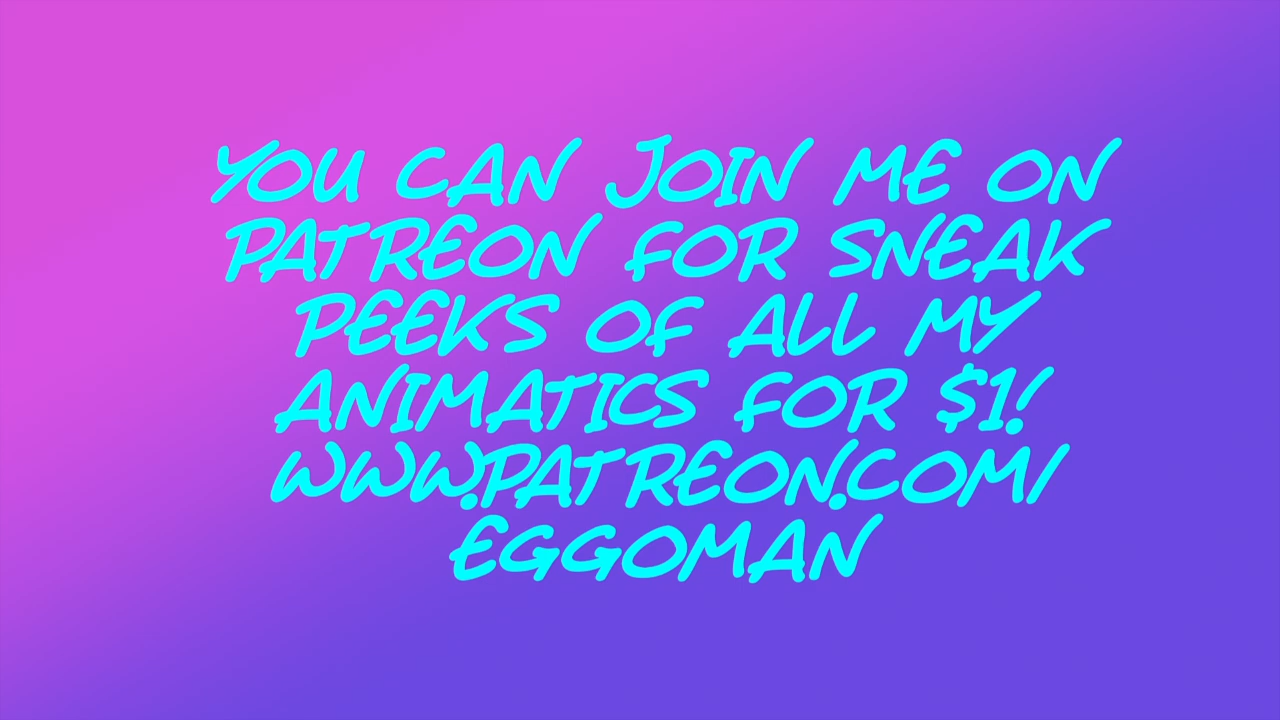 YOU CAN JOIN ME ON
PATREON FOR SNEAK
PEEKS OF ALL MY
ANIMATICS FOR $1!
WWW.PATREON.COM/
EGGOMAN